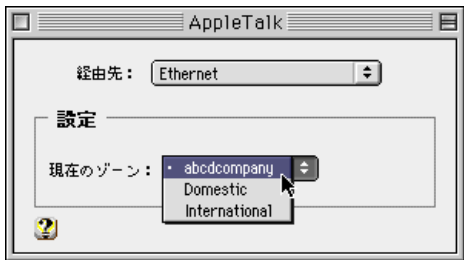 AppleTalk
経由先： Ethernet
設定
現在のゾーン： • abcdcompany
Domestic
International